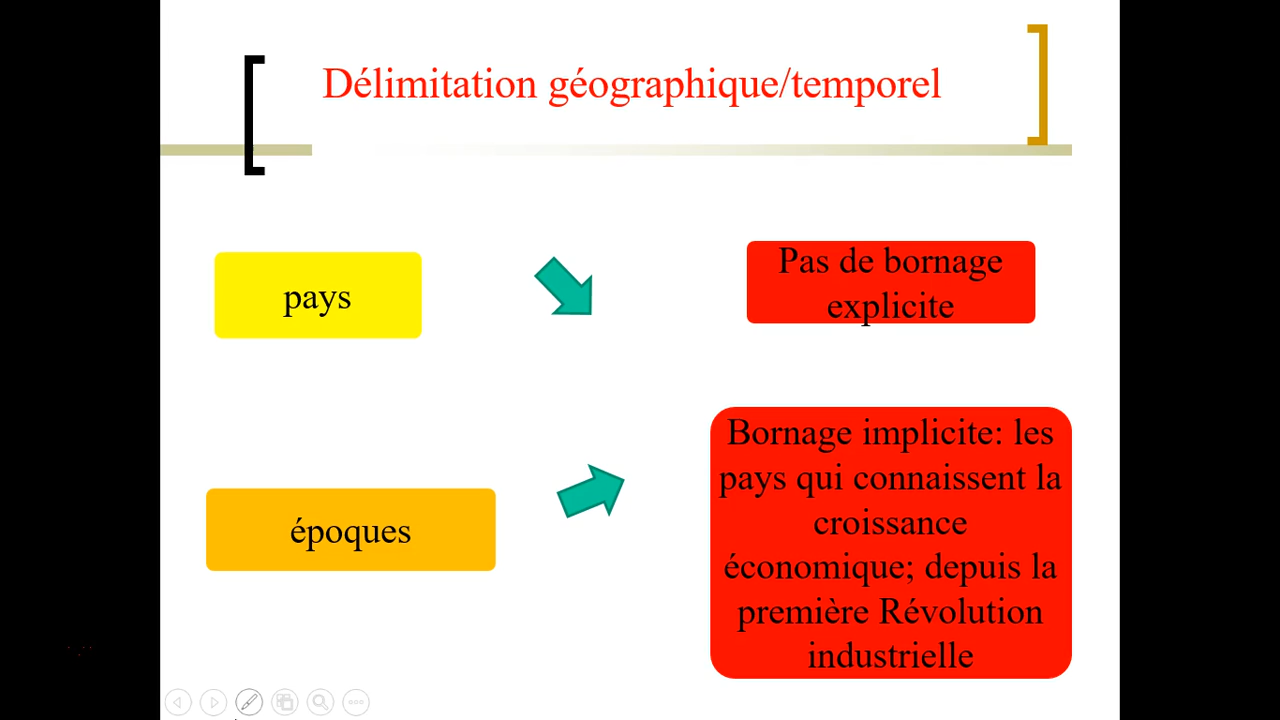 Délimitation géographique/temporel
pays
Pas de bornage
explicite
époques
Bornage implicite: les
pays qui connaissent la
croissance
économique; depuis la
première Révolution
industrielle